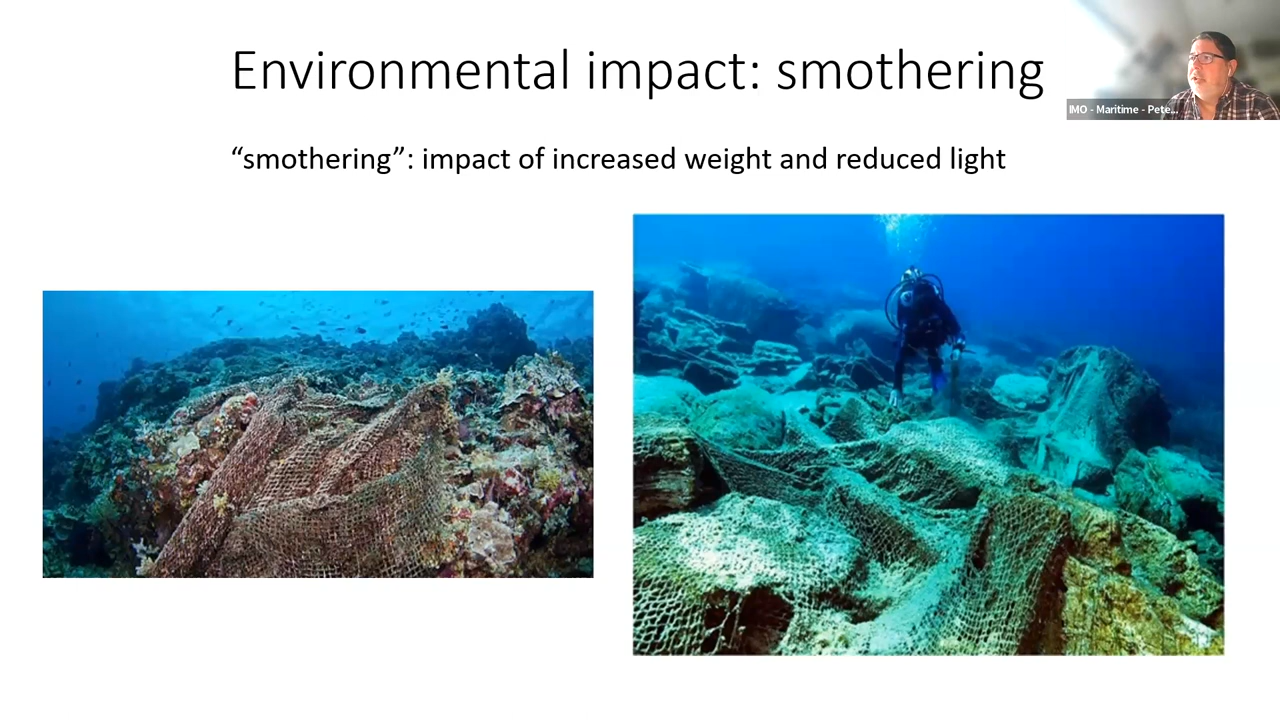 Environmental impact: smothering
IMO - Maritime - Pete...
“smothering”: impact of increased weight and reduced light